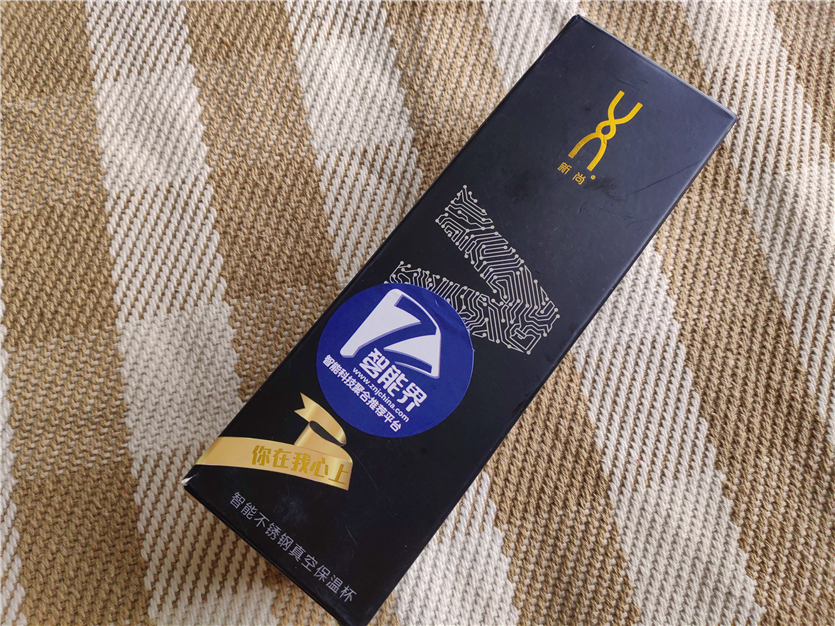 新尚
智能界
www.znjchina.com
智能科技聚合推荐平台
你在我心上
智能不锈钢真空保温杯